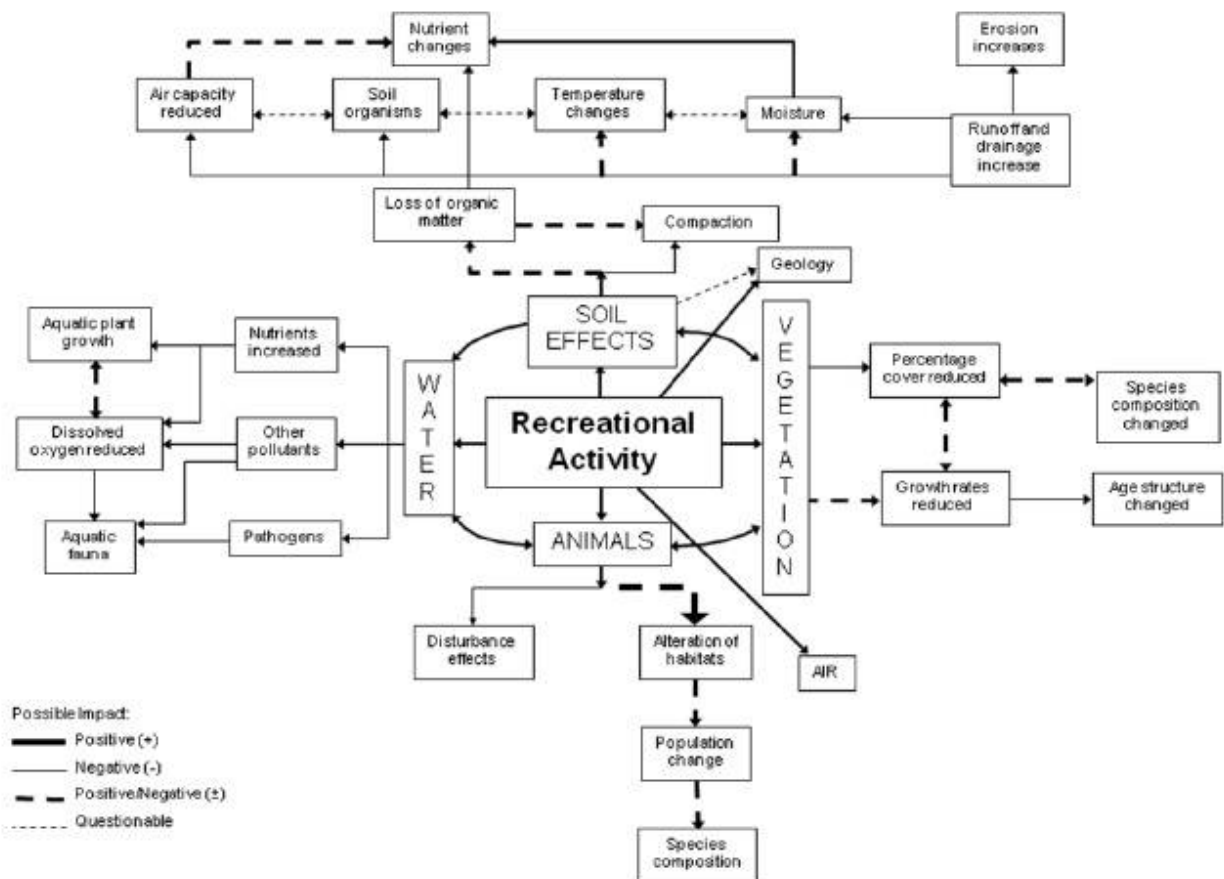 Nutrient
changes
Erosion
increases
Air capacity
reduced
Soil
organisms
Temperature
changes
Moisture
Runoff and
drainage
increase
Loss of organic
matter
Compaction
Geology
SOIL
EFFECTS
VEGETATION
Aquatic plant
growth
Nutrients
increased
WATER
Percentage
cover reduced
Species
composition
changed
Recreational
Activity
Dissolved
oxygen reduced
Other
pollutants
Growth rates
reduced
Age structure
changed
Aquatic
fauna
Pathogens
ANIMALS
Disturbance
effects
Alteration of
habitats
AIR
Possible Impact:
Positive (+)
Negative (-)
Positive/Negative (±)
Questionable
Population
change
Species
composition